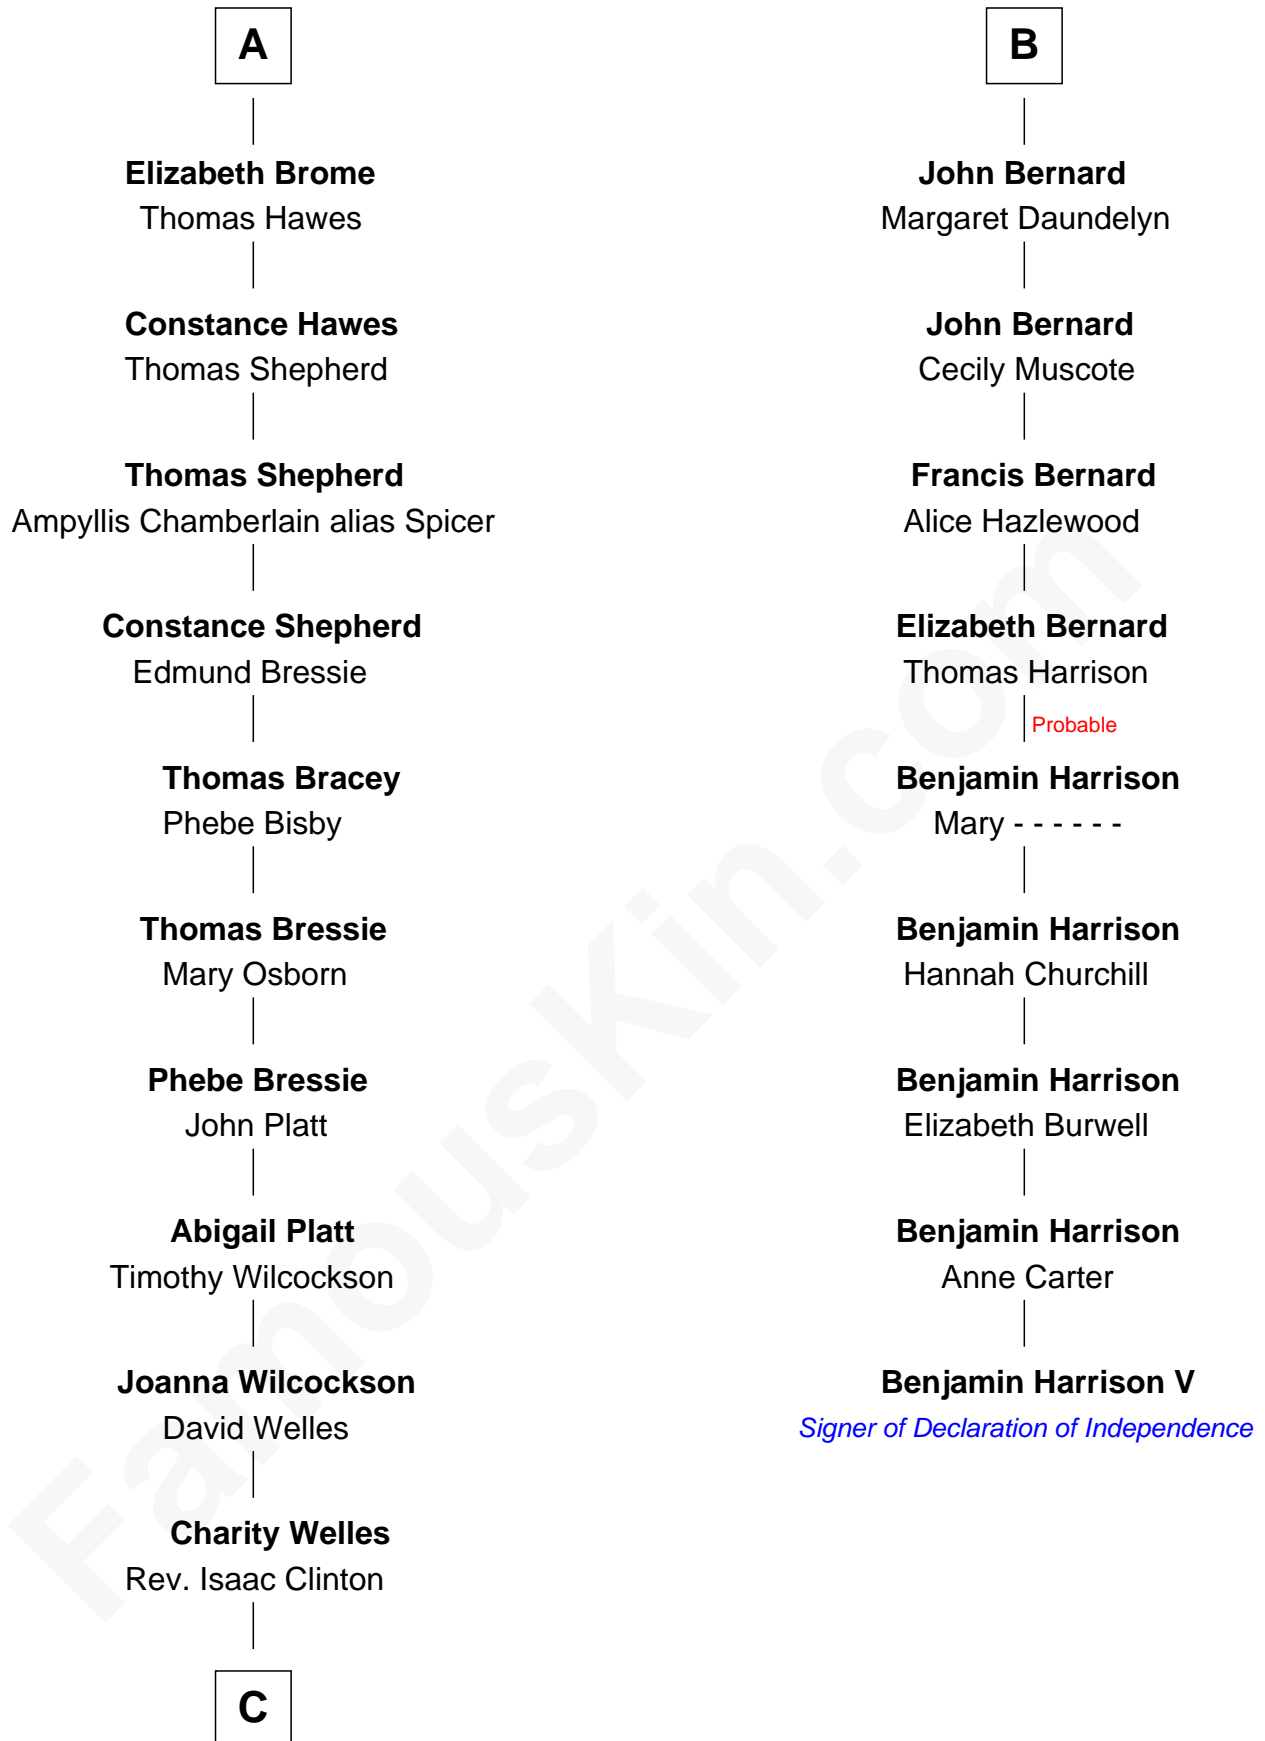 A
Elizabeth Brome
Thomas Hawes
Constance Hawes
Thomas Shepherd
Thomas Shepherd
Ampyllis Chamberlain alias Spicer
Constance Shepherd
Edmund Bressie
Thomas Bracey
Phebe Bisby
Thomas Bressie
Mary Osborn
Phebe Bressie
John Platt
Abigail Platt
Timothy Wilcockson
Joanna Wilcockson
David Welles
Charity Welles
Rev. Isaac Clinton
C
B
John Bernard
Margaret Daundelyn
John Bernard
Cecily Muscote
Francis Bernard
Alice Hazlewood
Elizabeth Bernard
Thomas Harrison
Probable
Benjamin Harrison
Mary - - - - - -
Benjamin Harrison
Hannah Churchill
Benjamin Harrison
Elizabeth Burwell
Benjamin Harrison
Anne Carter
Benjamin Harrison V
Signer of Declaration of Independence
FamousKin.com